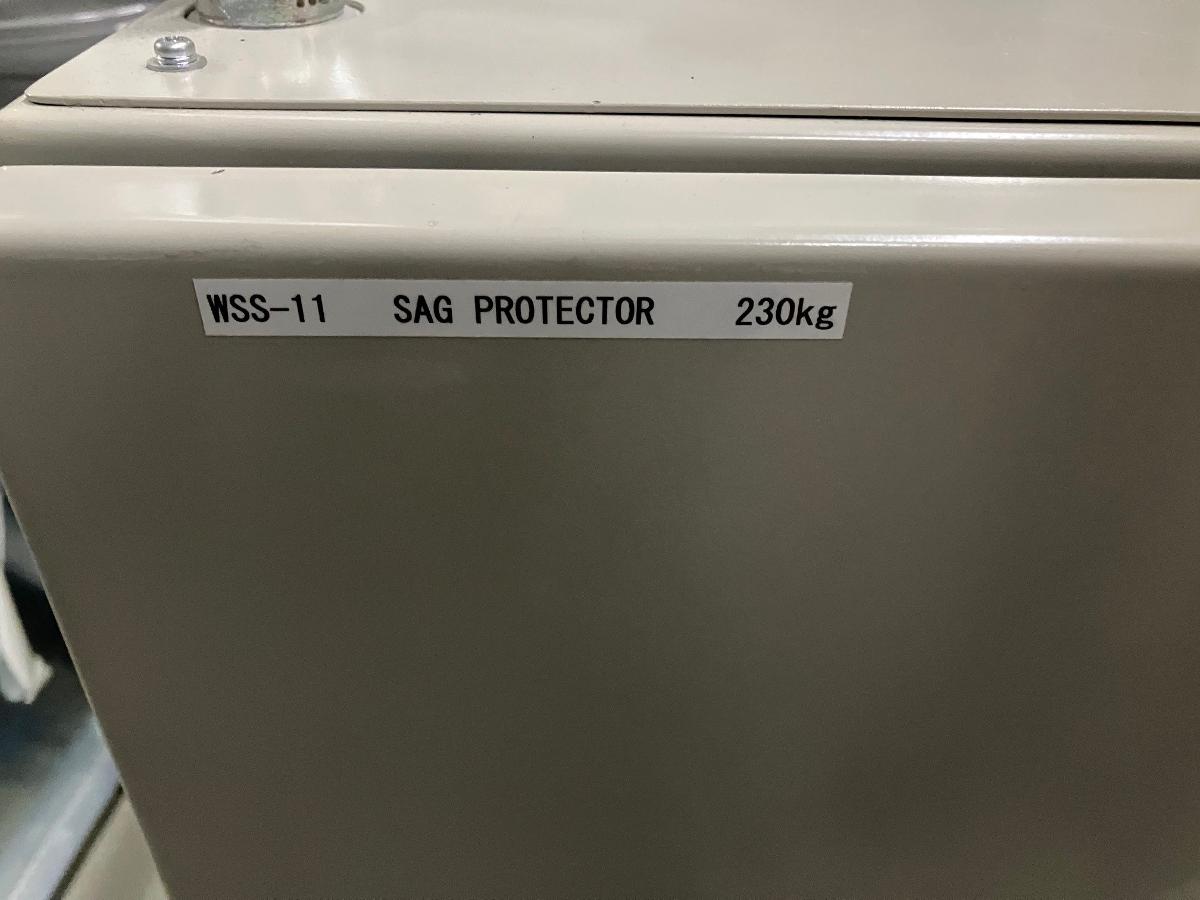 WSS-11 SAG PROTECTOR 230kg